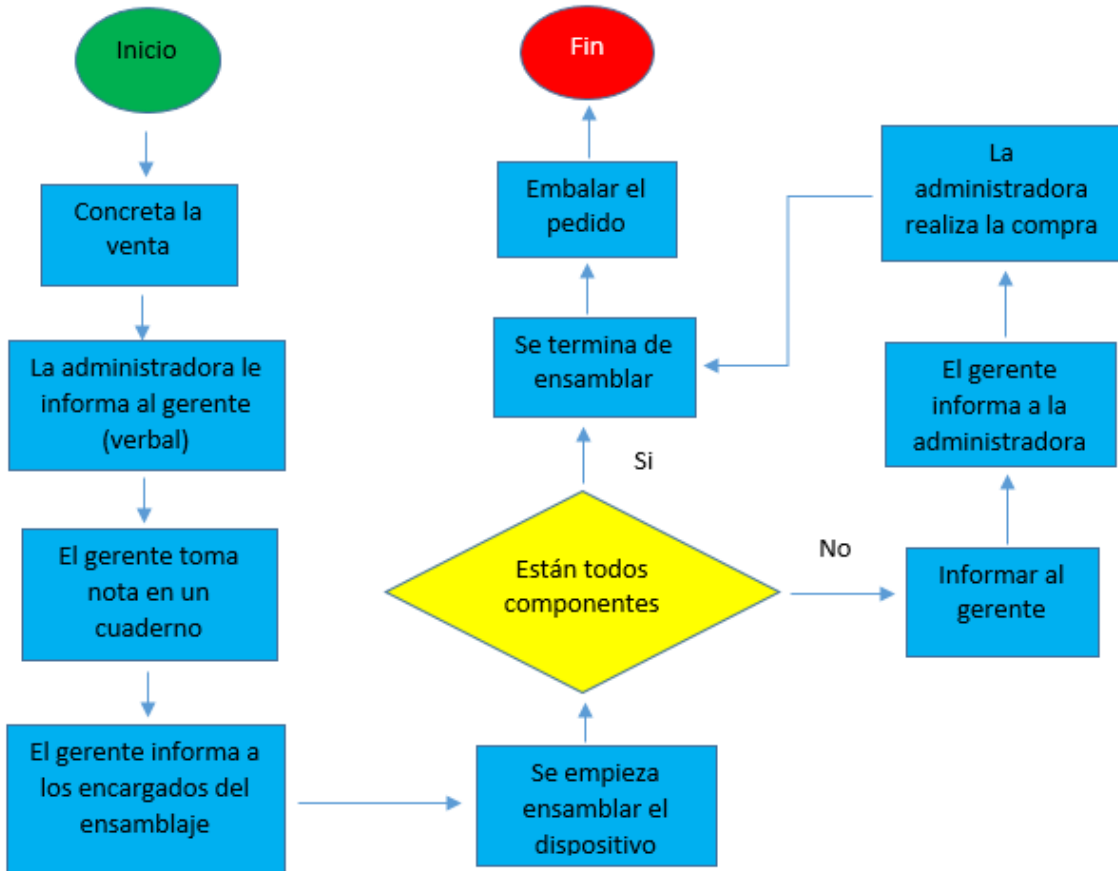 Inicio
Concreta la
venta
La administradora le
informa al gerente
(verbal)
El gerente toma
nota en un
cuaderno
El gerente informa a
los encargados del
ensamblaje
Se empieza
ensamblar el
dispositivo
Están todos
componentes
Si
Se termina de
ensamblar
Embalar el
pedido
Fin
No
Informar al
gerente
El gerente
informa a la
administradora
La
administradora
realiza la compra